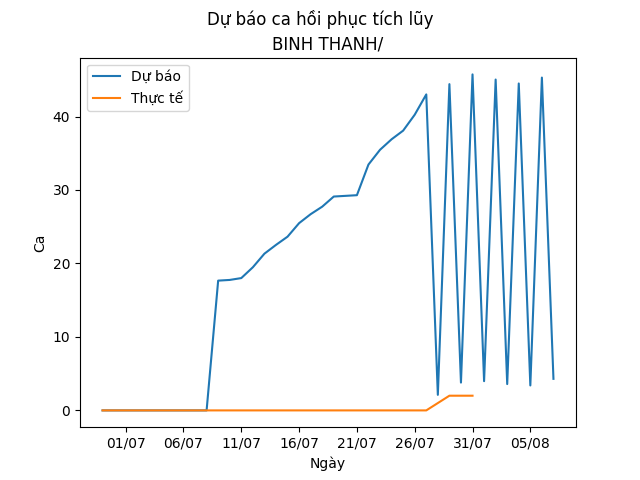 Dự báo ca hồi phục tích lũy
BINH THANH/
Dự báo
Thực tế
Ca
40
30
20
10
0
01/07 06/07 11/07 16/07 21/07 26/07 31/07 05/08
Ngày